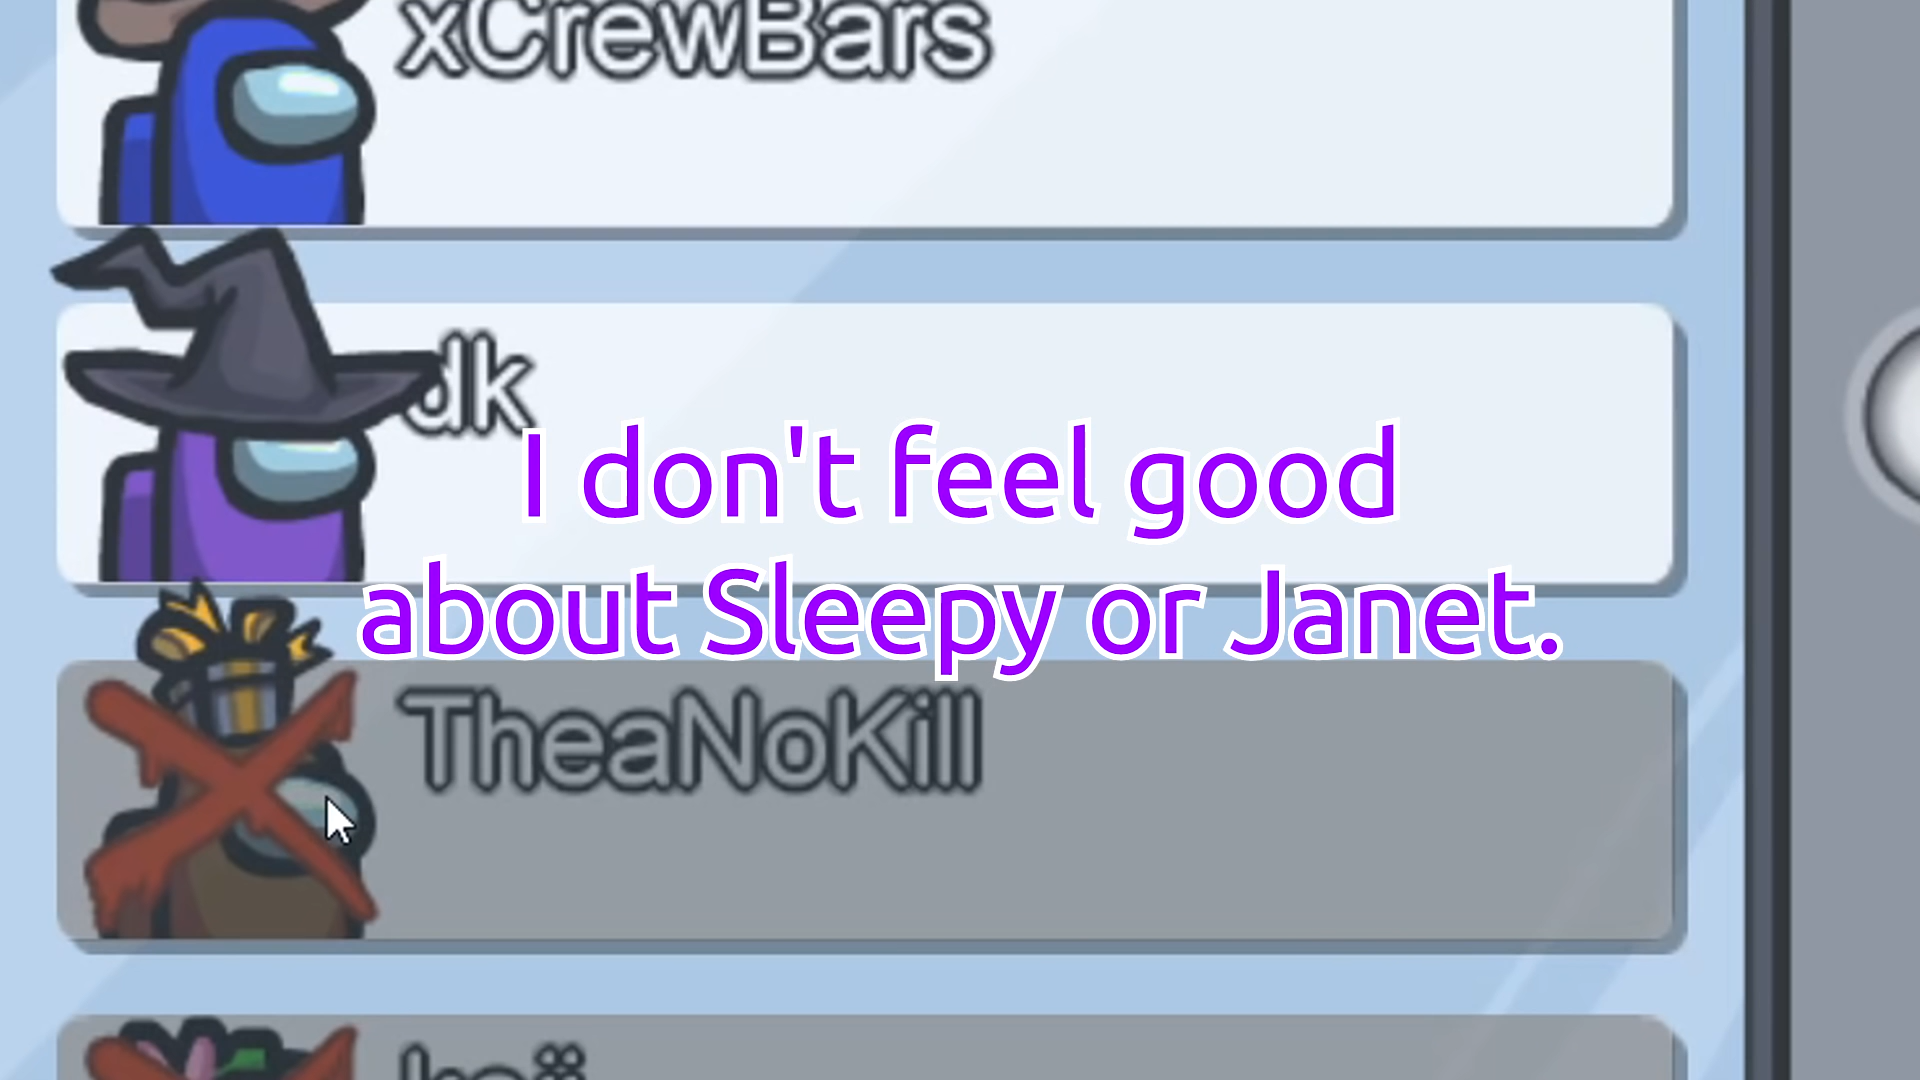 xCrewBars
dk
I don't feel good
about Sleepy or Janet.
TheaNoKill